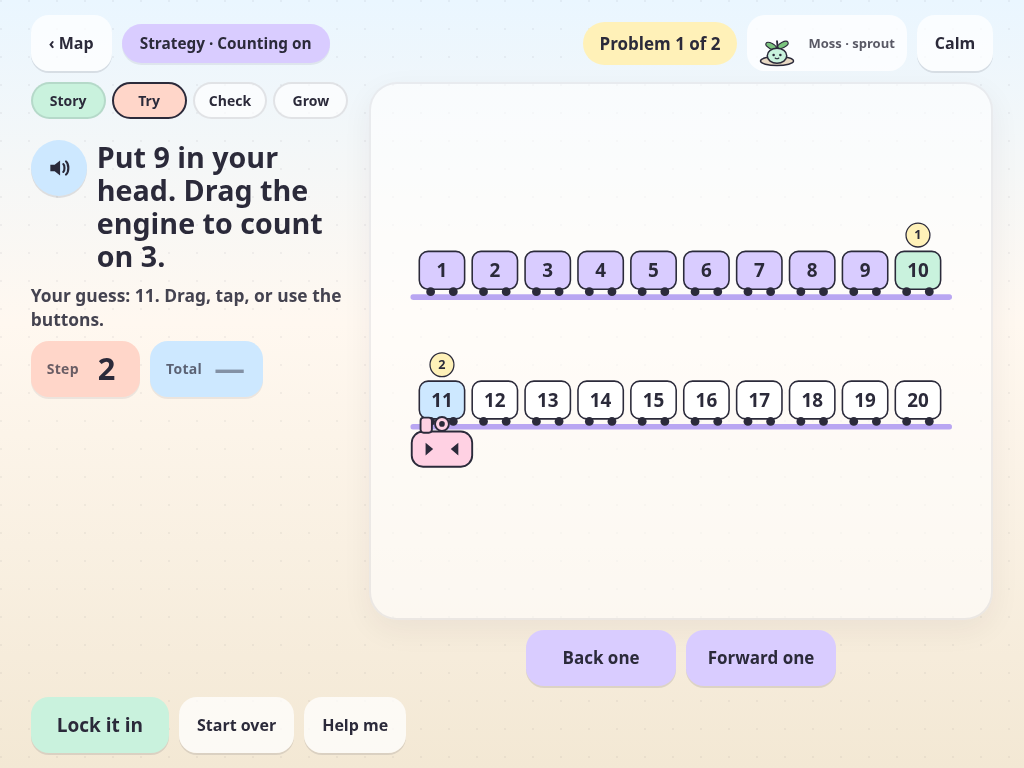 ‹ Map
Strategy · Counting on
Problem 1 of 2
Moss · sprout
Calm
Story
Try
Check
Grow
Put 9 in your
head. Drag the
engine to count
on 3.
Your guess: 11. Drag, tap, or use the
buttons.
Step 2
Total —
1
1 2 3 4 5 6 7 8 9 10
2
11 12 13 14 15 16 17 18 19 20
Back one
Forward one
Lock it in
Start over
Help me